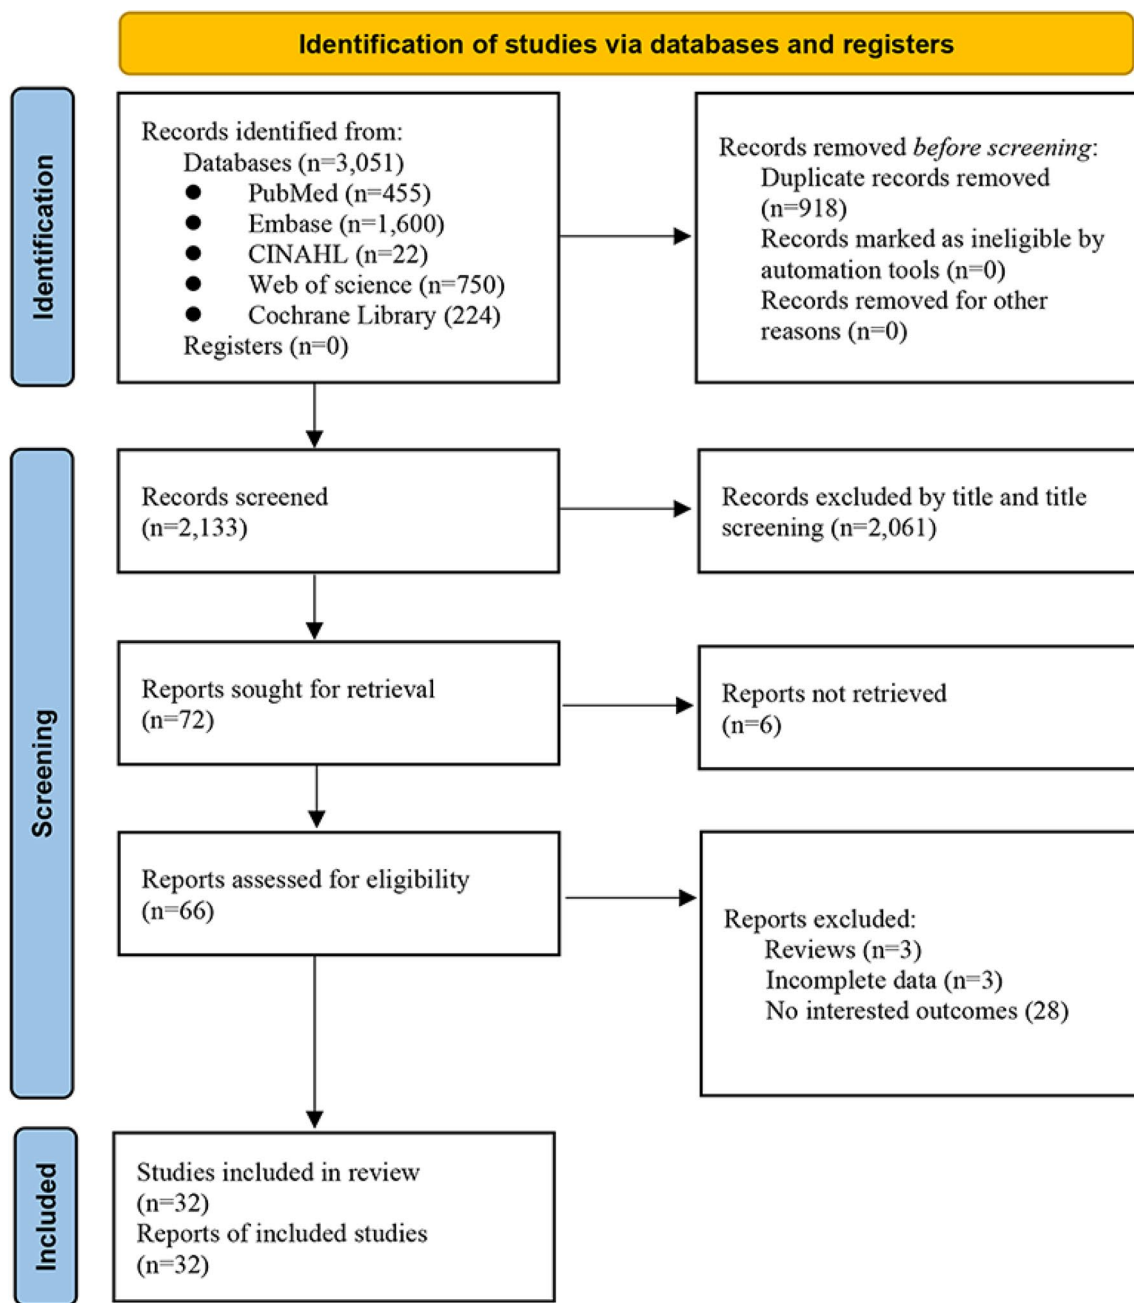 Identification of studies via databases and registers
Identification
Records identified from:
Databases (n=3,051)
● PubMed (n=455)
● Embase (n=1,600)
● CINAHL (n=22)
● Web of science (n=750)
● Cochrane Library (224)
Registers (n=0)
Records removed before screening:
Duplicate records removed
(n=918)
Records marked as ineligible by
automation tools (n=0)
Records removed for other
reasons (n=0)
Screening
Records screened
(n=2,133)
Records excluded by title and title
screening (n=2,061)
Reports sought for retrieval
(n=72)
Reports not retrieved
(n=6)
Reports assessed for eligibility
(n=66)
Reports excluded:
Reviews (n=3)
Incomplete data (n=3)
No interested outcomes (28)
Included
Studies included in review
(n=32)
Reports of included studies
(n=32)